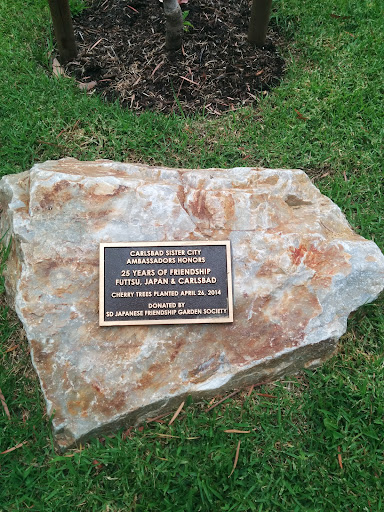 CARLSBAD SISTER CITY
AMBASSADORS HONORS
25 YEARS OF FRIENDSHIP
FUTTSU, JAPAN & CARLSBAD
CHERRY TREES PLANTED APRIL 26, 2014
DONATED BY
SD JAPANESE FRIENDSHIP GARDEN SOCIETY